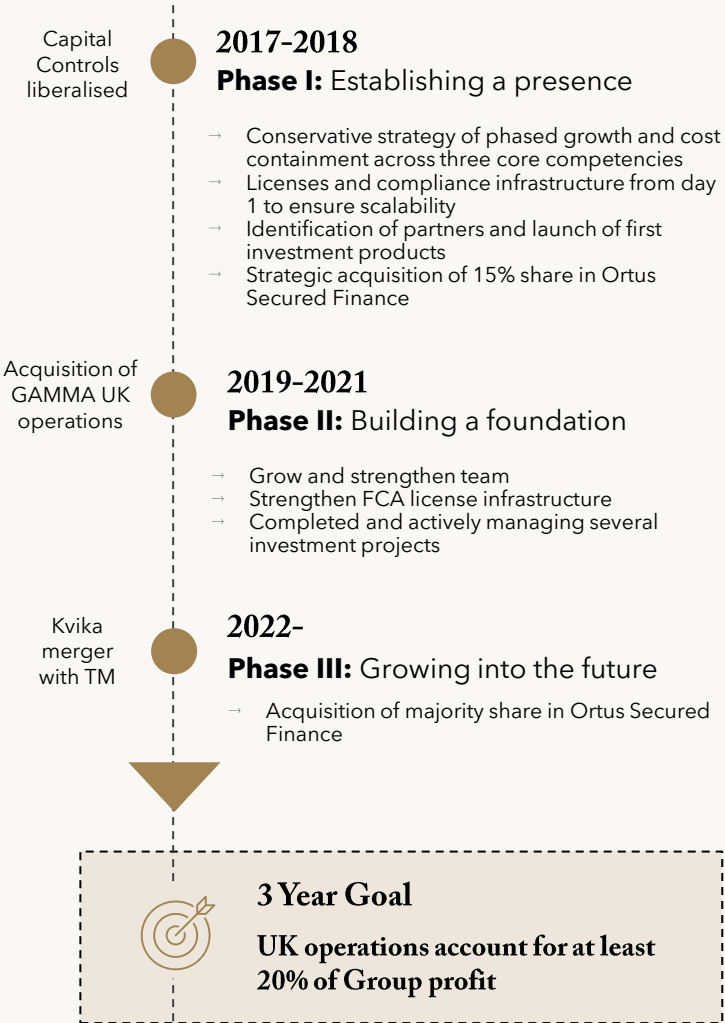 Capital
Controls
liberalised
2017-2018
Phase I: Establishing a presence
→ Conservative strategy of phased growth and cost
containment across three core competencies
→ Licenses and compliance infrastructure from day
1 to ensure scalability
→ Identification of partners and launch of first
investment products
→ Strategic acquisition of 15% share in Ortus
Secured Finance
Acquisition of
GAMMA UK
operations
2019-2021
Phase II: Building a foundation
→ Grow and strengthen team
→ Strengthen FCA license infrastructure
→ Completed and actively managing several
investment projects
Kvika
merger
with TM
2022-
Phase III: Growing into the future
→ Acquisition of majority share in Ortus Secured
Finance
3 Year Goal
UK operations account for at least
20% of Group profit